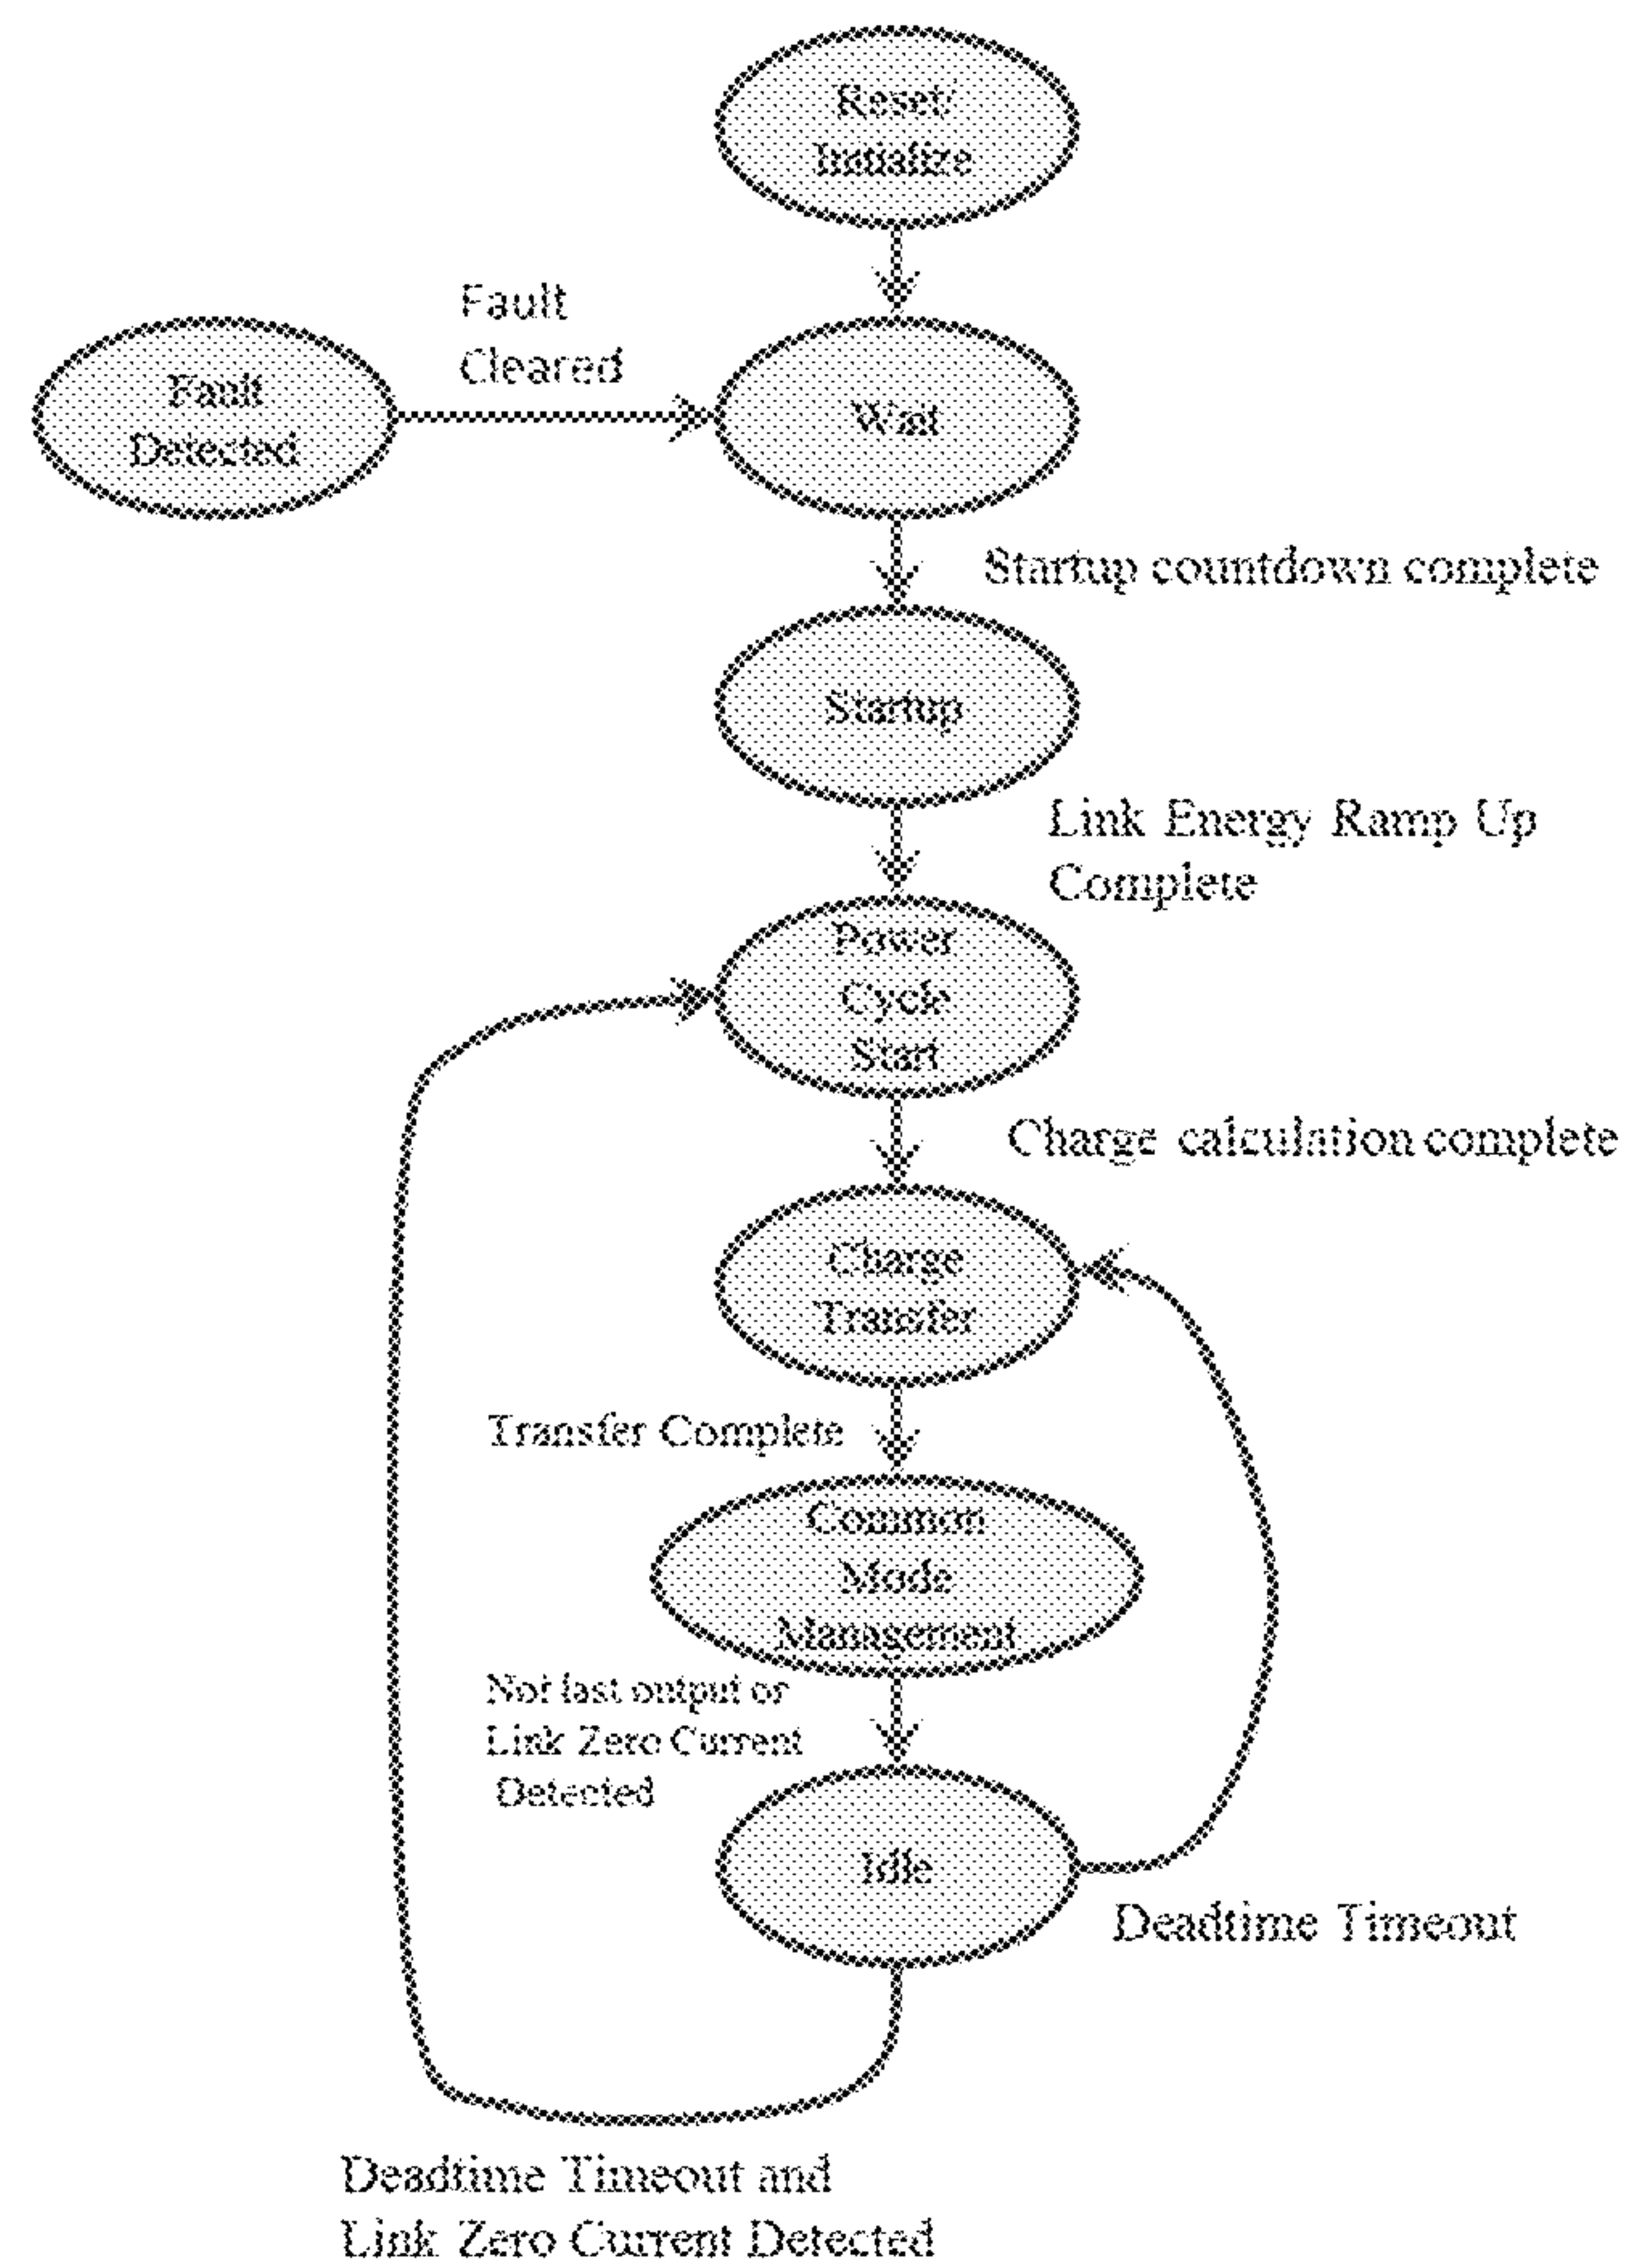 Reset/
Initialize
Fault
Cleared
Fault
Detected
Wait
Startup countdown complete
Startup
Link Energy Ramp Up
Complete
Power
Cycle
Start
Charge calculation complete
Charge
Transfer
Transfer Complete
Common
Mode
Management
Not last output or
Link Zero Current
Detected
Idle
Deadtime Timeout
Deadtime Timeout and
Link Zero Current Detected